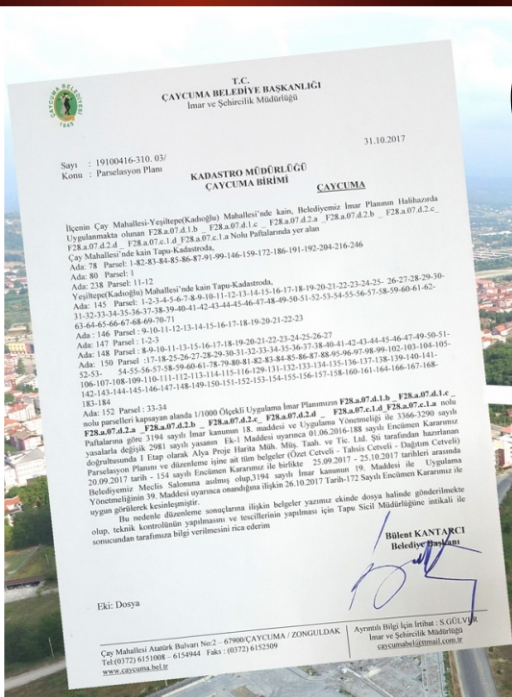 ÇAYCUMA BELEDİYESİ
T.C.
ÇAYCUMA BELEDİYE BAŞKANLIĞI
İmar ve Şehircilik Müdürlüğü
31.10.2017
Sayı : 19100416-310. 03/
Konu : Parselasyon Planı
KADASTRO MÜDÜRLÜĞÜ
ÇAYCUMA BİRİMİ
ÇAYCUMA
İlçenin Çay Mahallesi-Yeşiltepe(Kadıoğlu) Mahallesi'nde kain, Belediyemiz İmar Planının Halihazırda
Uygulanmakta olunan F28.a.07.d.1.b _ F28.a.07.d.1.c _ F28.a.07.d.2.a _ F28.a.07.d.2.b _ F28.a.07.d.2.c_
F28.a.07.d.2.d _ F28.a.07.c.1.d_F28.a.07.c.1.a Nolu Paftalarında yer alan
Çay Mahallesi'nde kain Tapu-Kadastroda,
Ada: 78 Parsel: 1-82-83-84-85-86-87-91-99-146-159-172-186-191-192-204-216-246
Ada: 80 Parsel: 1
Ada: 238 Parsel: 11-12
Yeşiltepe(Kadıoğlu) Mahallesi'nde kain Tapu-Kadastroda,
Ada: 145 Parsel: 1-2-3-4-5-6-7-8-9-10-11-12-13-14-15-16-17-18-19-20-21-22-23-24-25- 26-27-28-29-30-
31-32-33-34-35-36-37-38-39-40-41-42-43-44-45-46-47-48-49-50-51-52-53-54-55-56-57-58-59-60-61-62-
63-64-65-66-67-68-69-70-71
Ada : 146 Parsel : 9-10-11-12-13-14-15-16-17-18-19-20-21-22-23
Ada: 147 Parsel : 1-2-3
Ada: 148 Parsel : 8-9-10-11-13-15-16-17-18-19-20-21-22-23-24-25-26-27
Ada: 150 Parsel :17-18-25-26-27-28-29-30-31-32-33-34-35-36-37-38-40-41-42-43-44-45-46-47-49-50-51-
52-53- 54-55-56-57-58-59-60-61-78-79-80-81-82-83-84-85-86-87-88-95-96-97-98-99-102-103-104-105-
106-107-108-109-110-111-112-113-114-115-116-129-131-132-133-134-135-136-137-138-139-140-141-
142-143-144-145-146-147-148-149-150-151-152-153-154-155-156-157-158-160-161-164-166-167-168-
183-184
Ada: 152 Parsel : 33-34
nolu parselleri kapsayan alanda 1/1000 Ölçekli Uygulama İmar Planımızın F28.a.07.d.1.b _ F28.a.07.d.1.c _
F28.a.07.d.2.a _F28.a.07.d.2.b _ F28.a.07.d.2.c_ F28.a.07.d.2.d _ F28.a.07.c.1.d_F28.a.07.c.1.a nolu
Paftalarına göre 3194 sayılı İmar kanunun 18. maddesi ve Uygulama Yönetmeliği ile 3366-3290 sayılı
yasalarla değişik 2981 sayılı yasanın Ek-1 Maddesi uyarınca 01.06.2016-188 sayılı Encümen Kararımız
doğrultusunda 1 Etap olarak Alya Proje Harita Müh. Müş. Taah. ve Tic. Ltd. Şti tarafından hazırlanan
Parselasyon Planını ve düzenleme işine ait tüm belgeler (Özet Cetveli - Tahsis Cetveli - Dağıtım Cetveli)
20.09.2017 tarih - 154 sayılı Encümen Kararımız ile birlikte 25.09.2017 - 25.10.2017 tarihleri arasında
Belediyemiz Meclis Salonuna asılmış olup,3194 sayılı İmar kanunun 19. Maddesi ile Uygulama
Yönetmeliğinin 39. Maddesi uyarınca onandığına ilişkin 26.10.2017 Tarih-172 Sayılı Encümen Kararımız ile
uygun görülerek kesinleşmiştir.
Bu nedenle düzenleme sonuçlarına ilişkin belgeler yazımız ekinde dosya halinde gönderilmekte
olup, teknik kontrolünün yapılmasını ve tescillerinin yapılması için Tapu Sicil Müdürlüğüne intikali ile
sonucundan tarafımıza bilgi verilmesini rica ederim
Bülent KANTARCI
Belediye Başkanı
Eki: Dosya
Çay Mahallesi Atatürk Bulvarı No:2 – 67900/ÇAYCUMA / ZONGULDAK
Tel:(0372) 6151008 – 6154944 Faks : (0372) 6152509
www.caycuma.bel.tr
Ayrıntılı Bilgi İçin İrtibat : S.GÜLVER
İmar ve Şehircilik Müdürlüğü